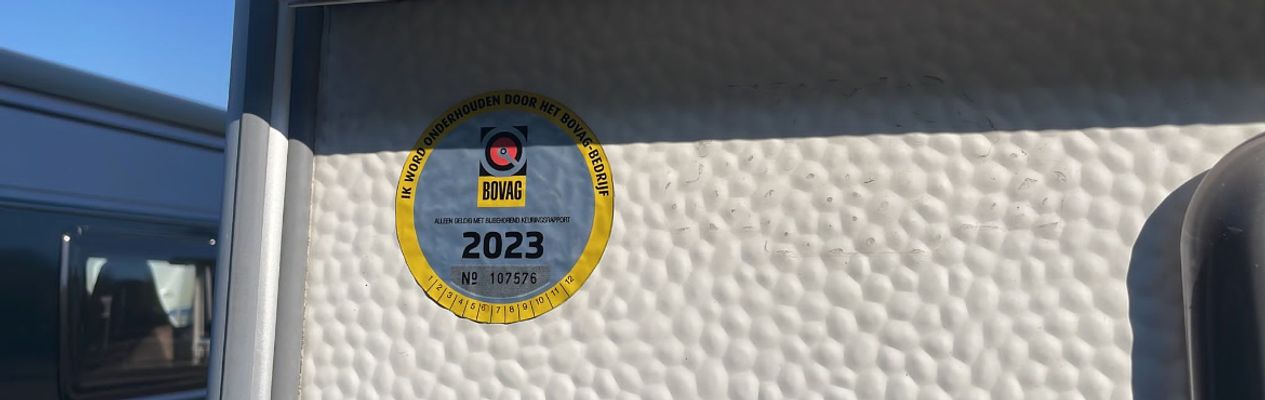 IK WORD ONDERHOUDEN DOOR HET BOVAG-BEDRIJF
BOVAG
ALLEEN GELDIG MET BIJBEHOREND KEURINGSRAPPORT
2023
Nº 107576
1 2 3 4 5 6 7 8 9 10 11 12